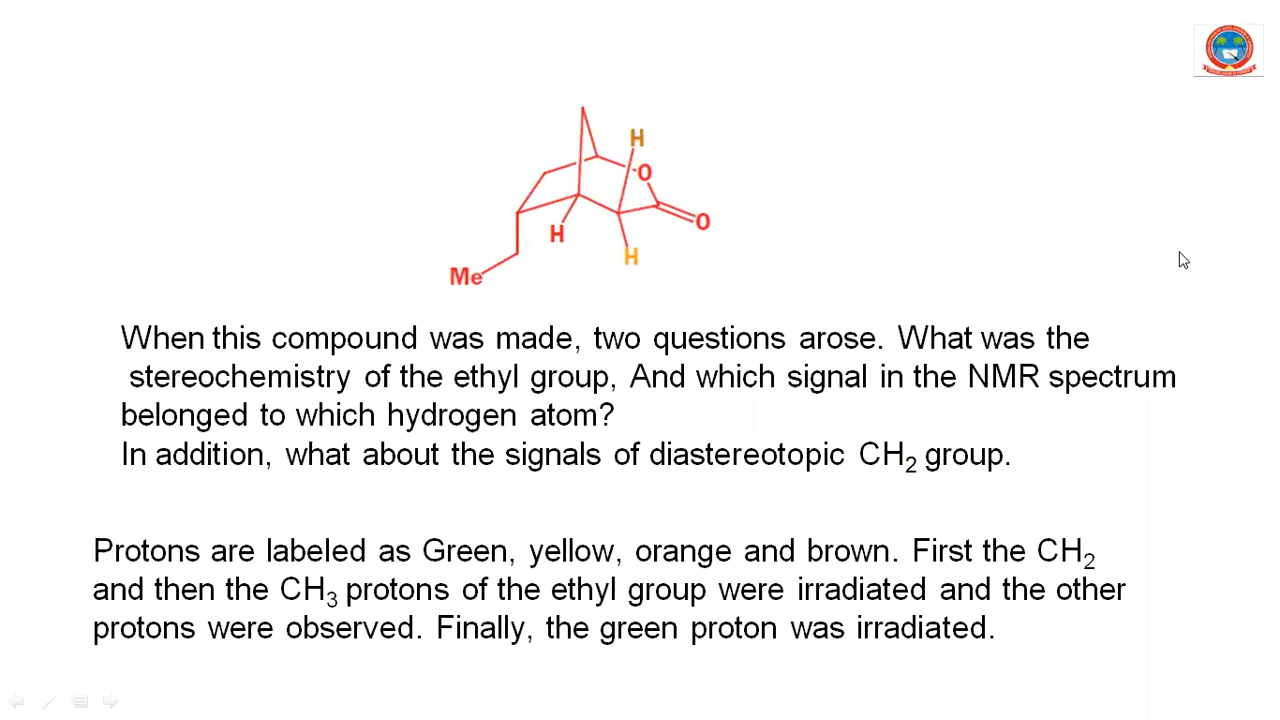 H
O
O
H
H
Me
When this compound was made, two questions arose. What was the
stereochemistry of the ethyl group, And which signal in the NMR spectrum
belonged to which hydrogen atom?
In addition, what about the signals of diastereotopic CH₂ group.
Protons are labeled as Green, yellow, orange and brown. First the CH₂
and then the CH₃ protons of the ethyl group were irradiated and the other
protons were observed. Finally, the green proton was irradiated.